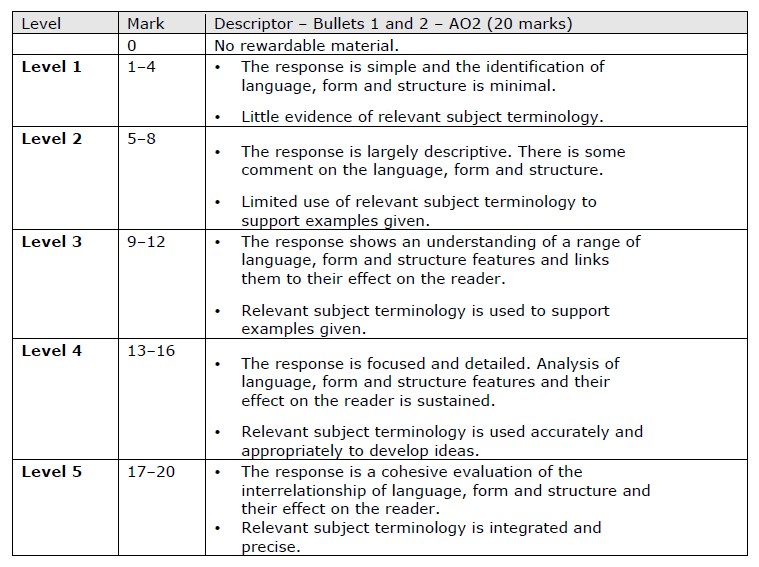 Level Mark Descriptor – Bullets 1 and 2 – AO2 (20 marks)
0 No rewardable material.
Level 1 1–4 • The response is simple and the identification of
language, form and structure is minimal.
• Little evidence of relevant subject terminology.
Level 2 5–8
• The response is largely descriptive. There is some
comment on the language, form and structure.
• Limited use of relevant subject terminology to
support examples given.
Level 3 9–12 • The response shows an understanding of a range of
language, form and structure features and links
them to their effect on the reader.
• Relevant subject terminology is used to support
examples given.
Level 4 13–16
• The response is focused and detailed. Analysis of
language, form and structure features and their
effect on the reader is sustained.
• Relevant subject terminology is used accurately and
appropriately to develop ideas.
Level 5 17–20 • The response is a cohesive evaluation of the
interrelationship of language, form and structure and
their effect on the reader.
• Relevant subject terminology is integrated and
precise.